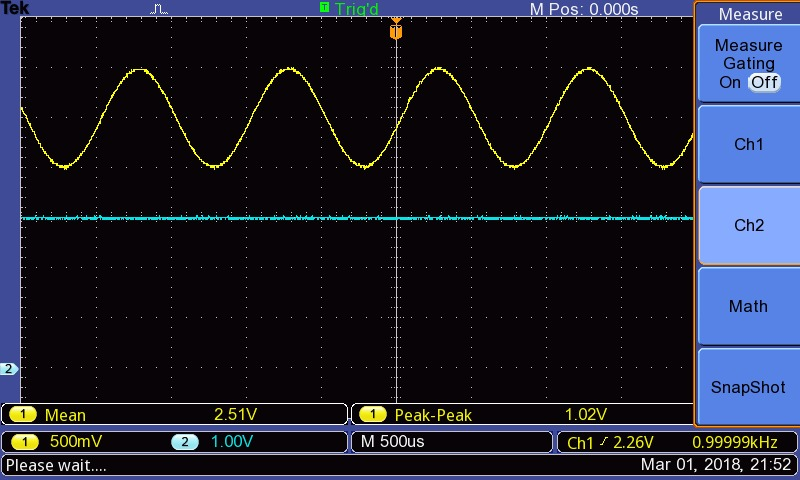 Tek
T Trig'd
M Pos: 0.000s
Measure
T
Measure
Gating
On Off
Ch1
Ch2
Math
SnapShot
2
1 Mean 2.51V
1 Peak-Peak 1.02V
1 500mV 2 1.00V
M 500us
Ch1 2.26V 0.99999kHz
Please wait....
Mar 01, 2018, 21:52